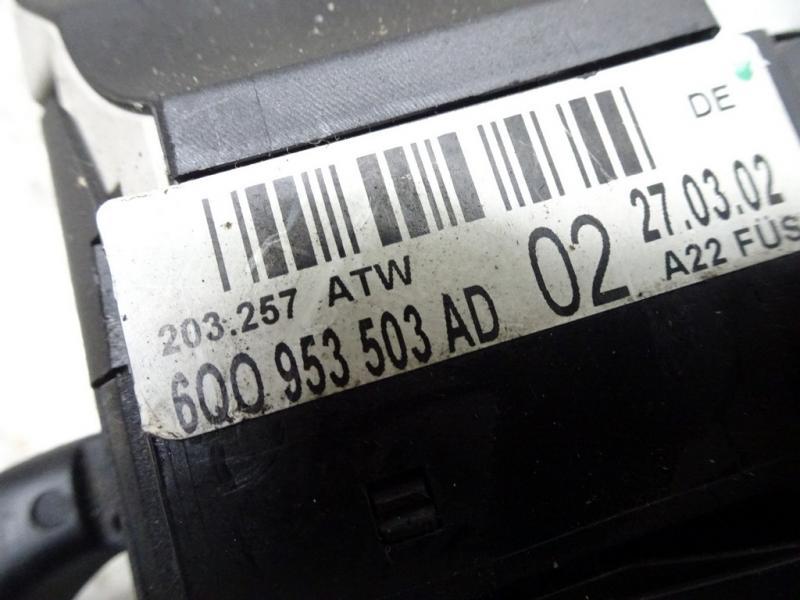 DE
27.03.02
203.257 ATW
02
A22 FÜS
6Q0 953 503 AD